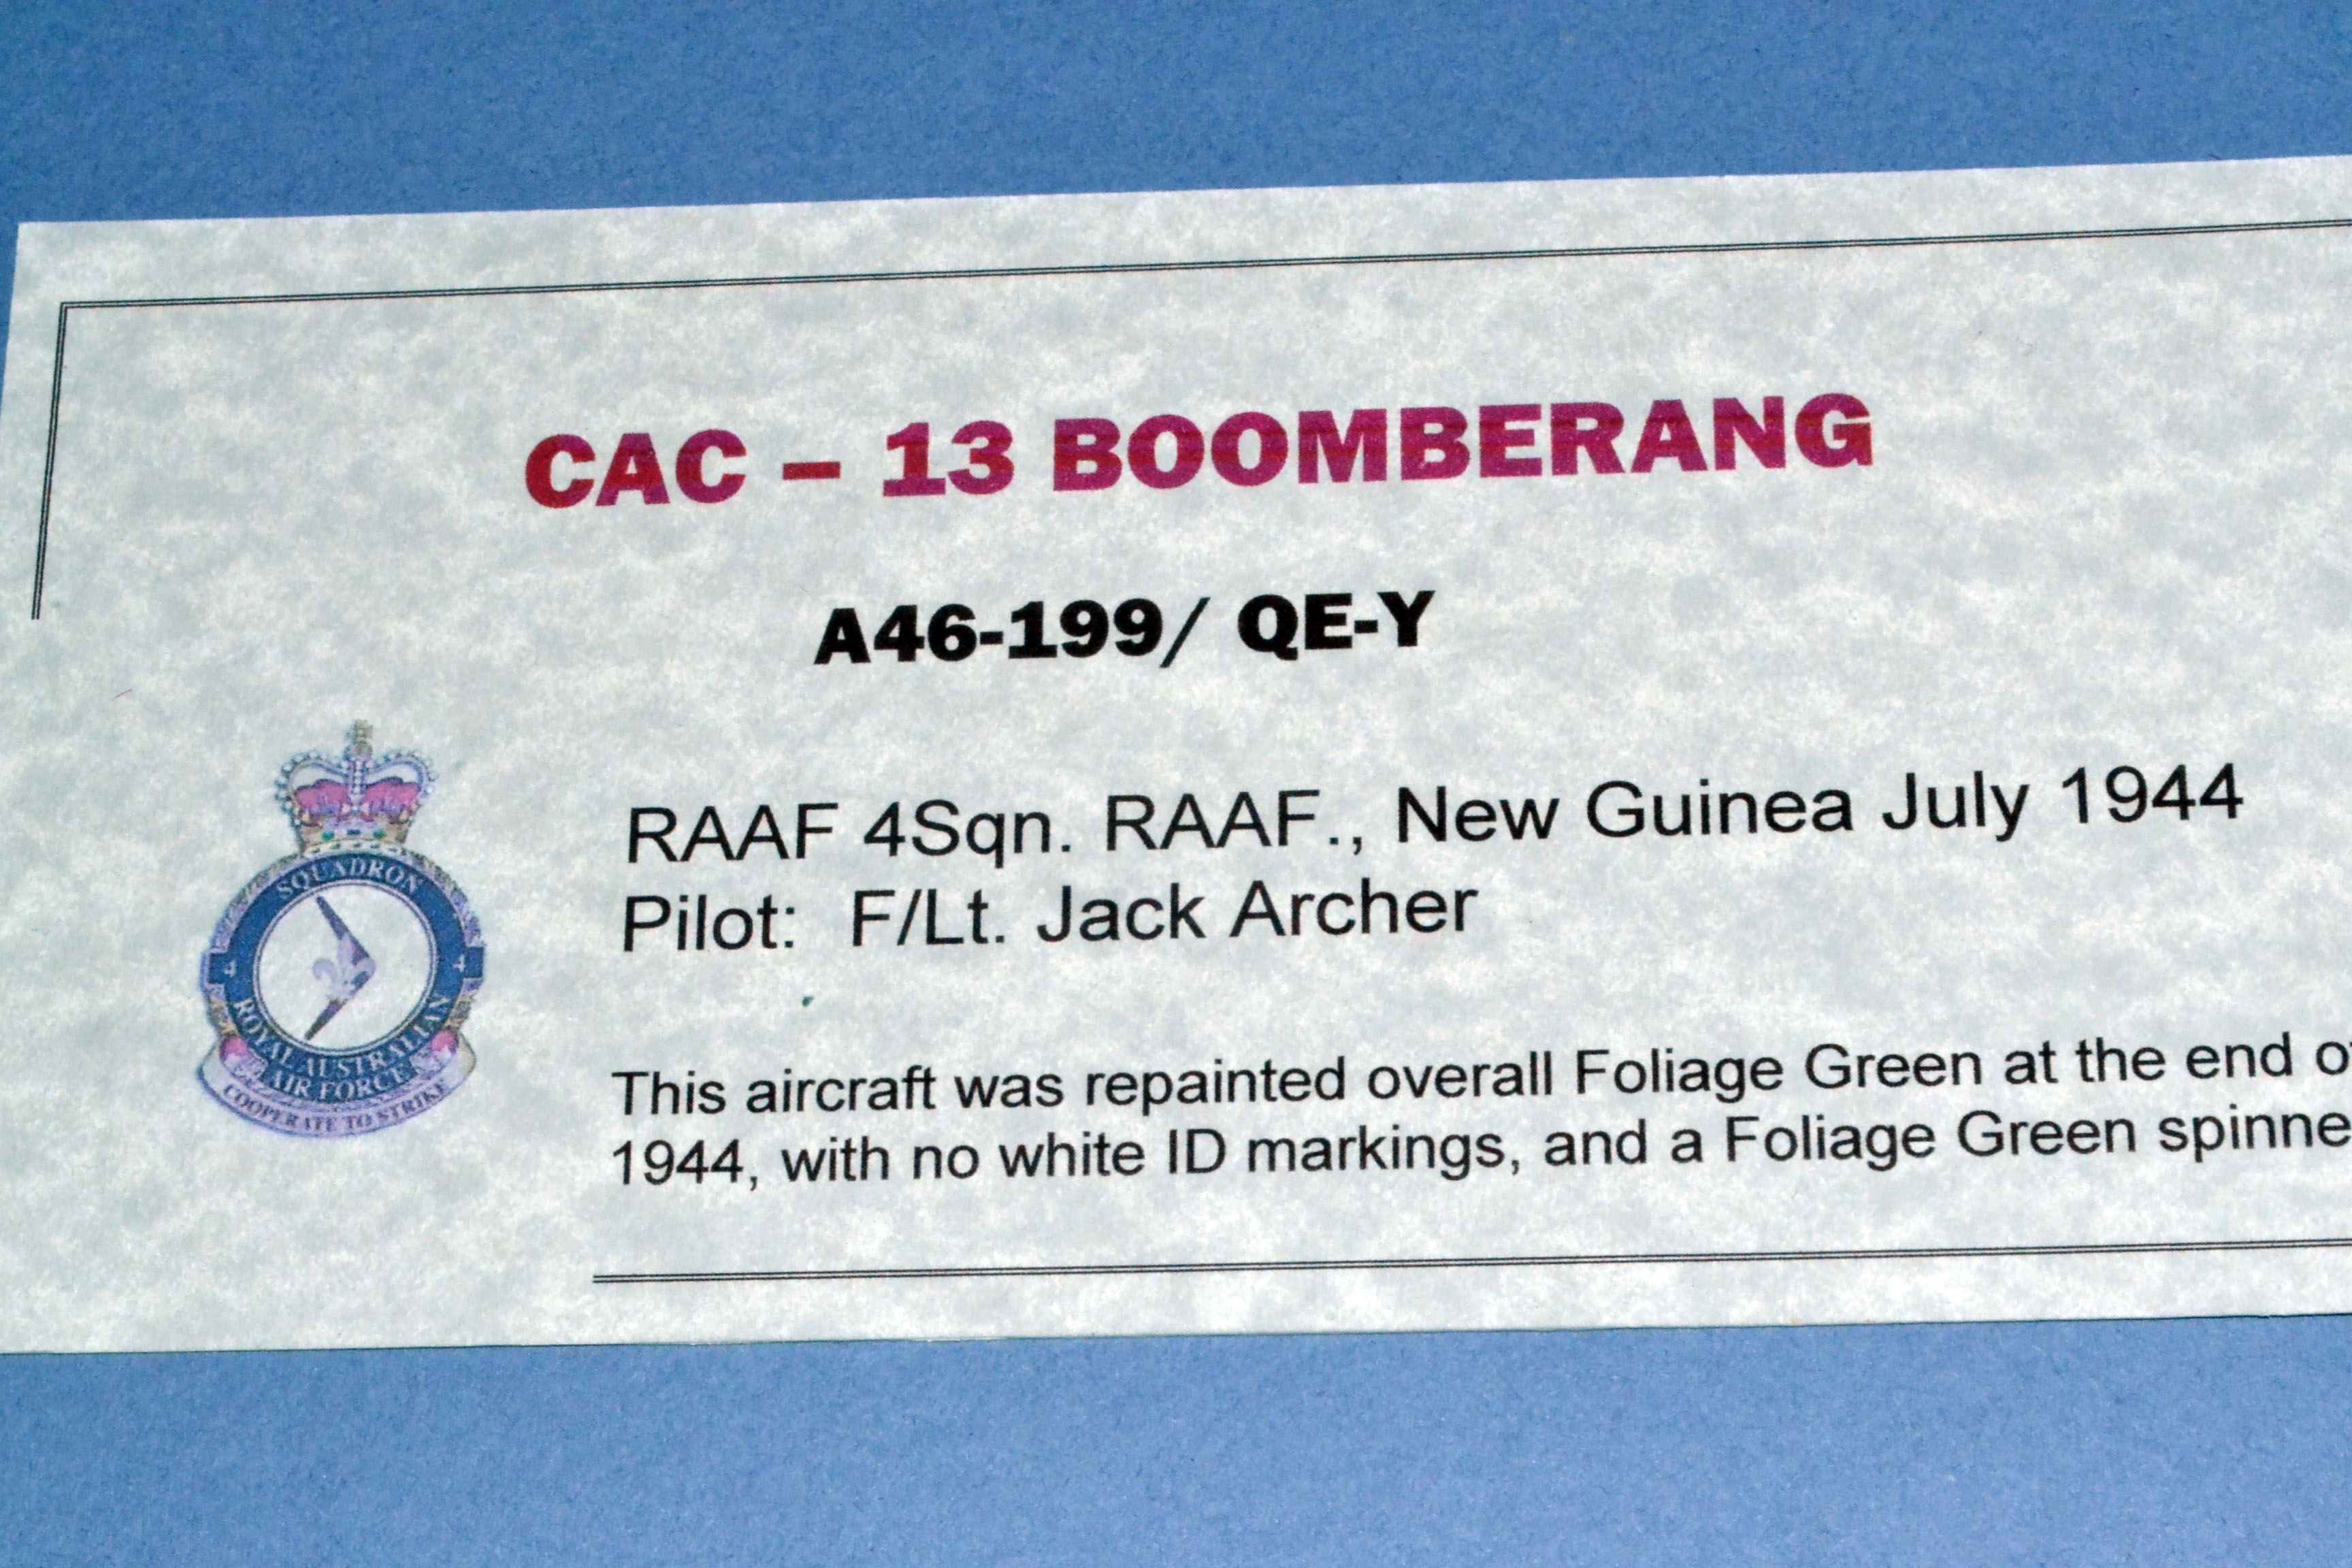 CAC – 13 BOOMBERANG
A46-199/ QE-Y
RAAF 4Sqn. RAAF., New Guinea July 1944
Pilot: F/Lt. Jack Archer
SQUADRON
4 4
ROYAL AUSTRALIAN
AIR FORCE
COOPERATE TO STRIKE
This aircraft was repainted overall Foliage Green at the end o
1944, with no white ID markings, and a Foliage Green spinne